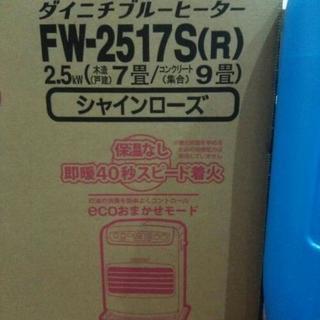 ダイニチブルーヒーター
FW-2517S(R)
2.5kW(木造(戸建)7畳/コンクリート(集合)9畳)
シャインローズ
保温なし
即暖40秒スピード着火
ecoおまかせモード